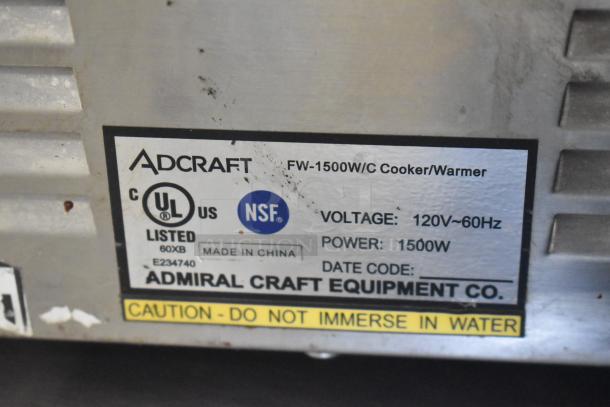 ADCRAFT FW-1500W/C Cooker/Warmer
C UL US NSF®
VOLTAGE: 120V~60Hz
LISTED
60XB MADE IN CHINA POWER: 1500W
E234740 DATE CODE:
ADMIRAL CRAFT EQUIPMENT CO.
CAUTION - DO NOT IMMERSE IN WATER